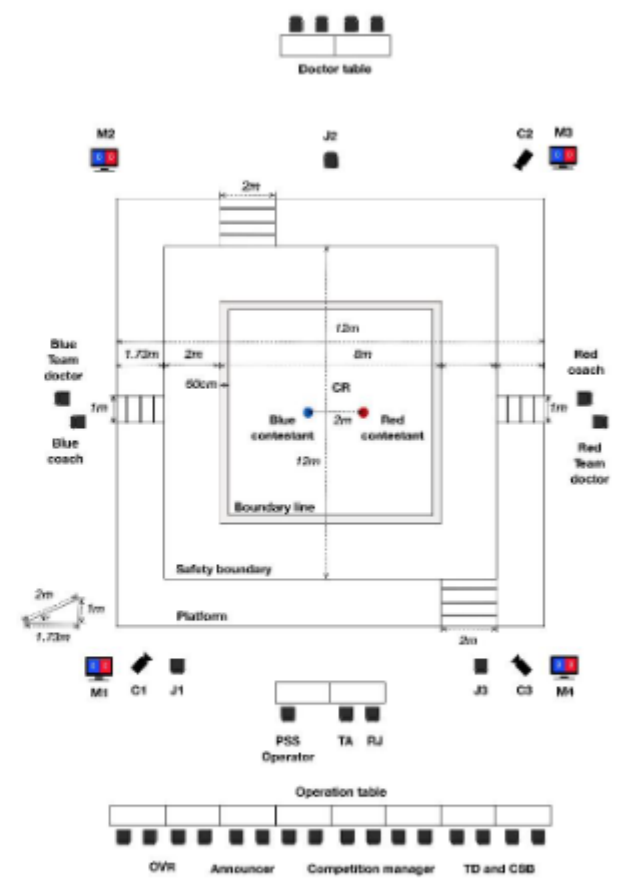 Doctor table
M2
J2
C2
M3
2m
12m
1.73m
2m
8m
Blue
Team
doctor
Red
coach
60cm
CR
1m
1m
Blue
contestant
2m
Red
contestant
Blue
coach
Red
Team
doctor
12m
Boundary line
Safety boundary
2m
1m
1.73m
Platform
2m
M1
C1
J1
J3
C3
M4
PSS
Operator
TA
RJ
Operation table
OVR
Announcer
Competition manager
TD and CSB